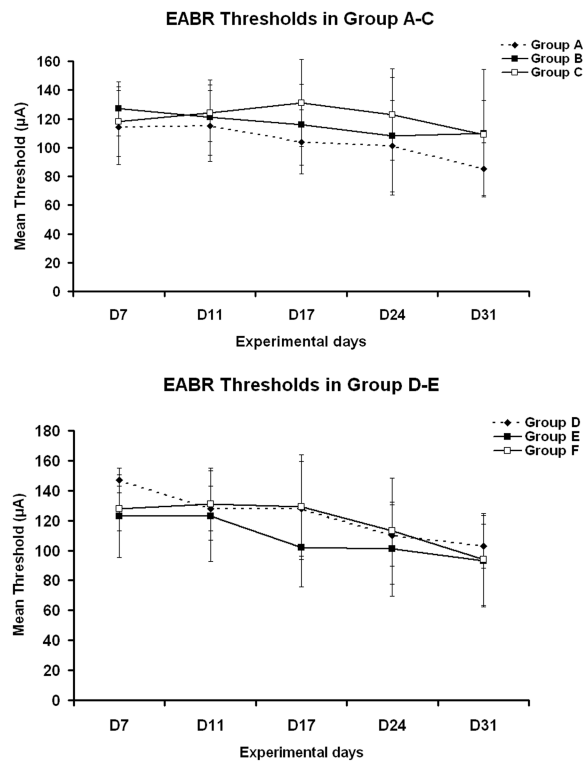 EABR Thresholds in Group A-C
Group A
Group B
Group C
Mean Threshold (µA)
160
140
120
100
80
60
40
20
0
D7 D11 D17 D24 D31
Experimental days
EABR Thresholds in Group D-E
Group D
Group E
Group F
Mean Threshold (µA)
180
160
140
120
100
80
60
40
20
0
D7 D11 D17 D24 D31
Experimental days